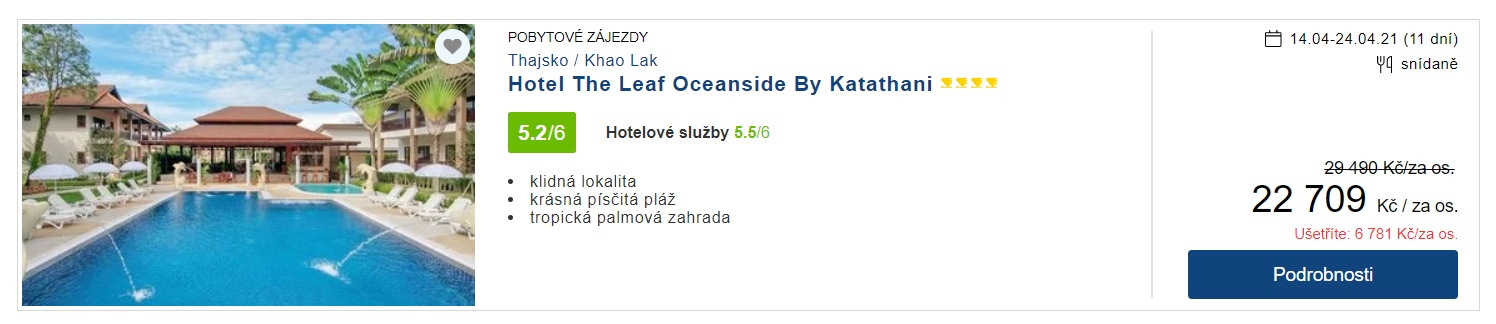 POBYTOVÉ ZÁJEZDY
Thajsko / Khao Lak
Hotel The Leaf Oceanside By Katathani
5.2/6
Hotelové služby 5.5/6
• klidná lokalita
• krásná písčitá pláž
• tropická palmová zahrada
14.04-24.04.21 (11 dní)
snídaně
29 490 Kč/za os.
22 709 Kč / za os.
Ušetříte: 6 781 Kč/za os.
Podrobnosti